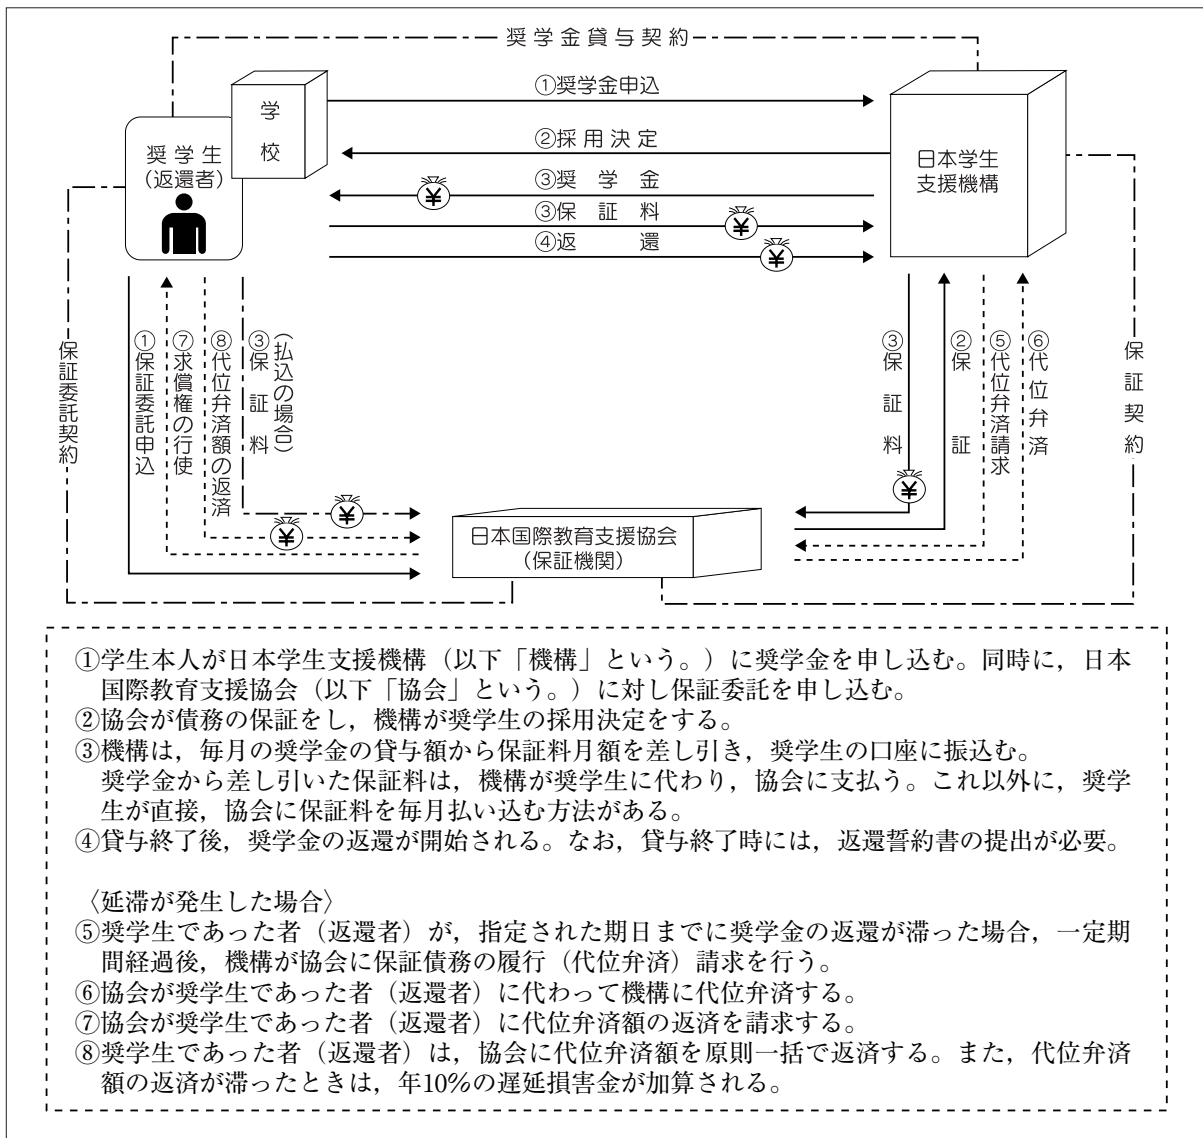 奨学金貸与契約
学校
①奨学金申込
②採用決定
奨学生
(返還者)
日本学生
支援機構
③奨学金
¥
③保証料
¥
④返還
¥
保証委託契約
①保証委託申込
⑦求償権の行使
⑧代位弁済額の返済
③保証料
(払込の場合)
③保証料
②保証
⑤代位弁済請求
⑥代位弁済
保証契約
¥
¥
¥
日本国際教育支援協会
(保証機関)
①学生本人が日本学生支援機構（以下「機構」という。）に奨学金を申し込む。同時に，日本
国際教育支援協会（以下「協会」という。）に対し保証委託を申し込む。
②協会が債務の保証をし，機構が奨学生の採用決定をする。
③機構は，毎月の奨学金の貸与額から保証料月額を差し引き，奨学生の口座に振込む。
奨学金から差し引いた保証料は，機構が奨学生に代わり，協会に支払う。これ以外に，奨学
生が直接，協会に保証料を毎月払い込む方法がある。
④貸与終了後，奨学金の返還が開始される。なお，貸与終了時には，返還誓約書の提出が必要。
〈延滞が発生した場合〉
⑤奨学生であった者（返還者）が，指定された期日までに奨学金の返還が滞った場合，一定期
間経過後，機構が協会に保証債務の履行（代位弁済）請求を行う。
⑥協会が奨学生であった者（返還者）に代わって機構に代位弁済する。
⑦協会が奨学生であった者（返還者）に代位弁済額の返済を請求する。
⑧奨学生であった者（返還者）は，協会に代位弁済額を原則一括で返済する。また，代位弁済
額の返済が滞ったときは，年10％の遅延損害金が加算される。